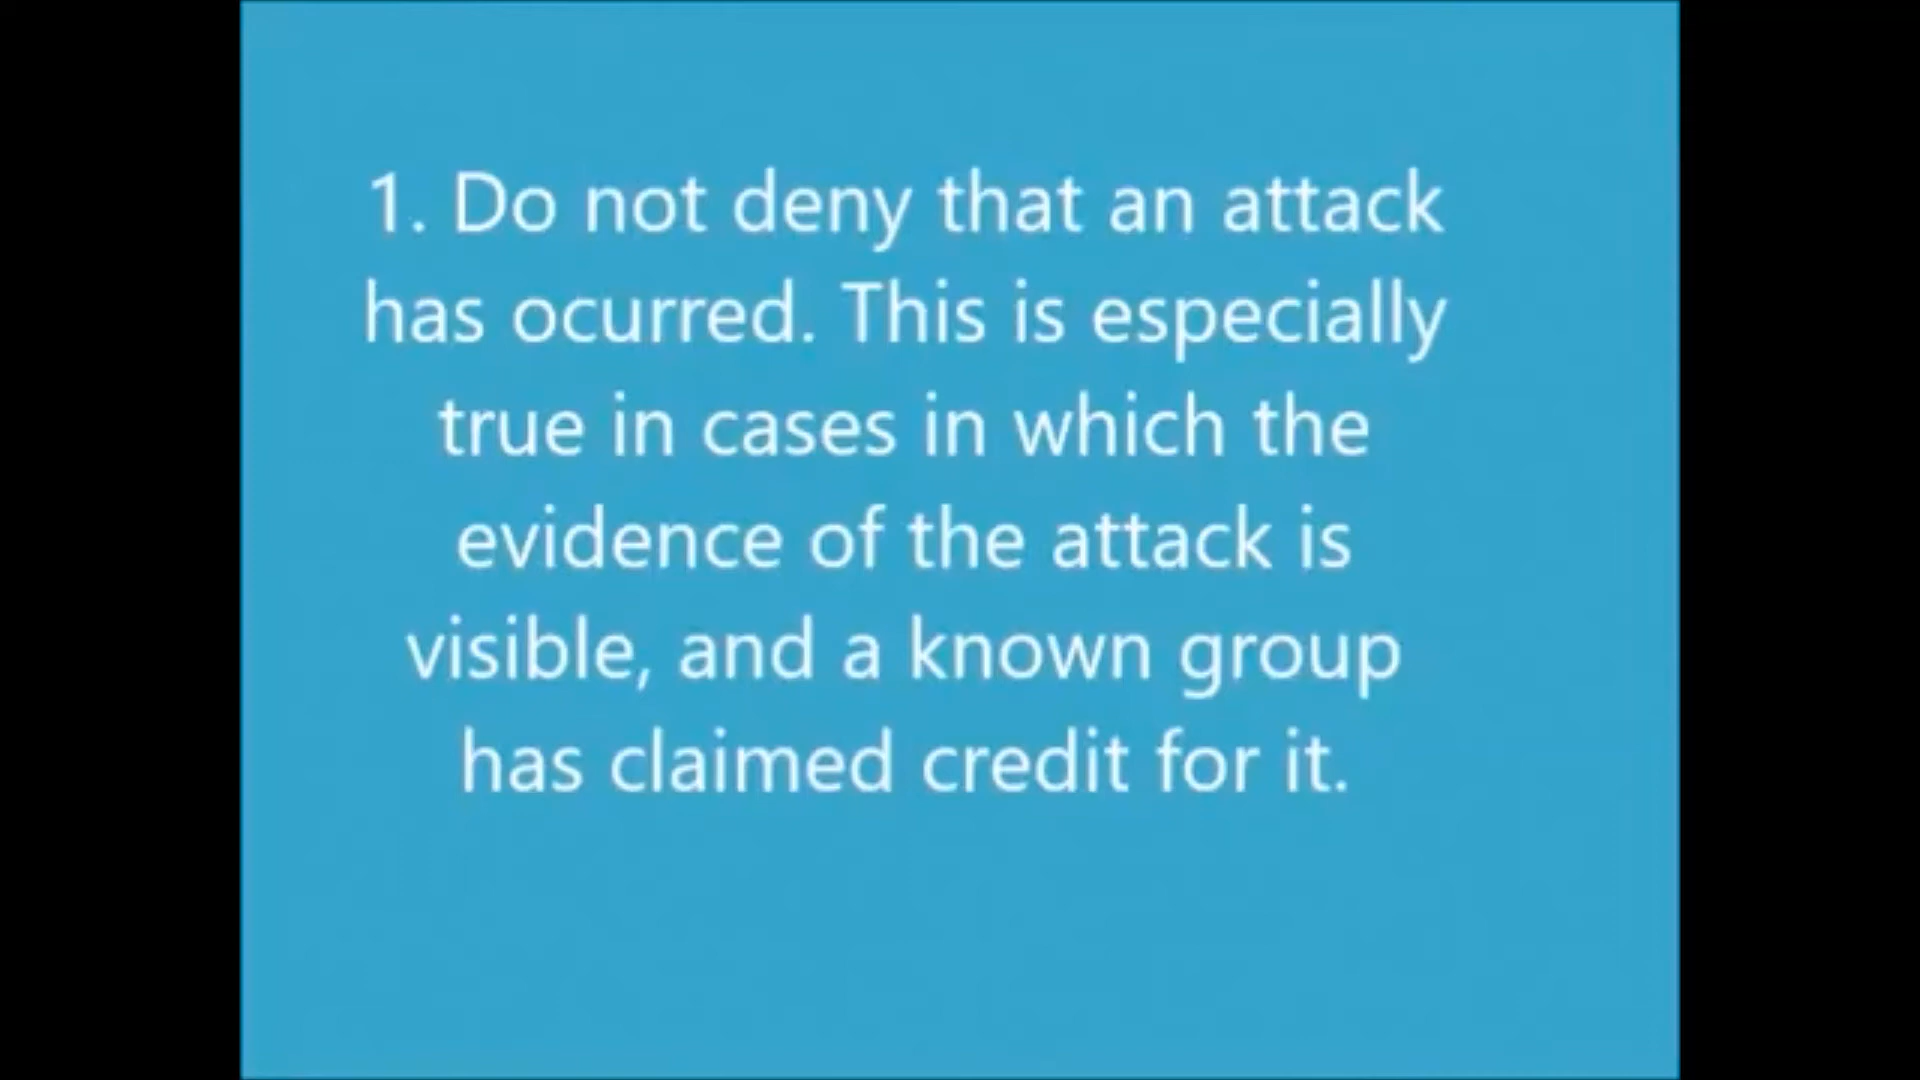 1. Do not deny that an attack
has ocurred. This is especially
true in cases in which the
evidence of the attack is
visible, and a known group
has claimed credit for it.